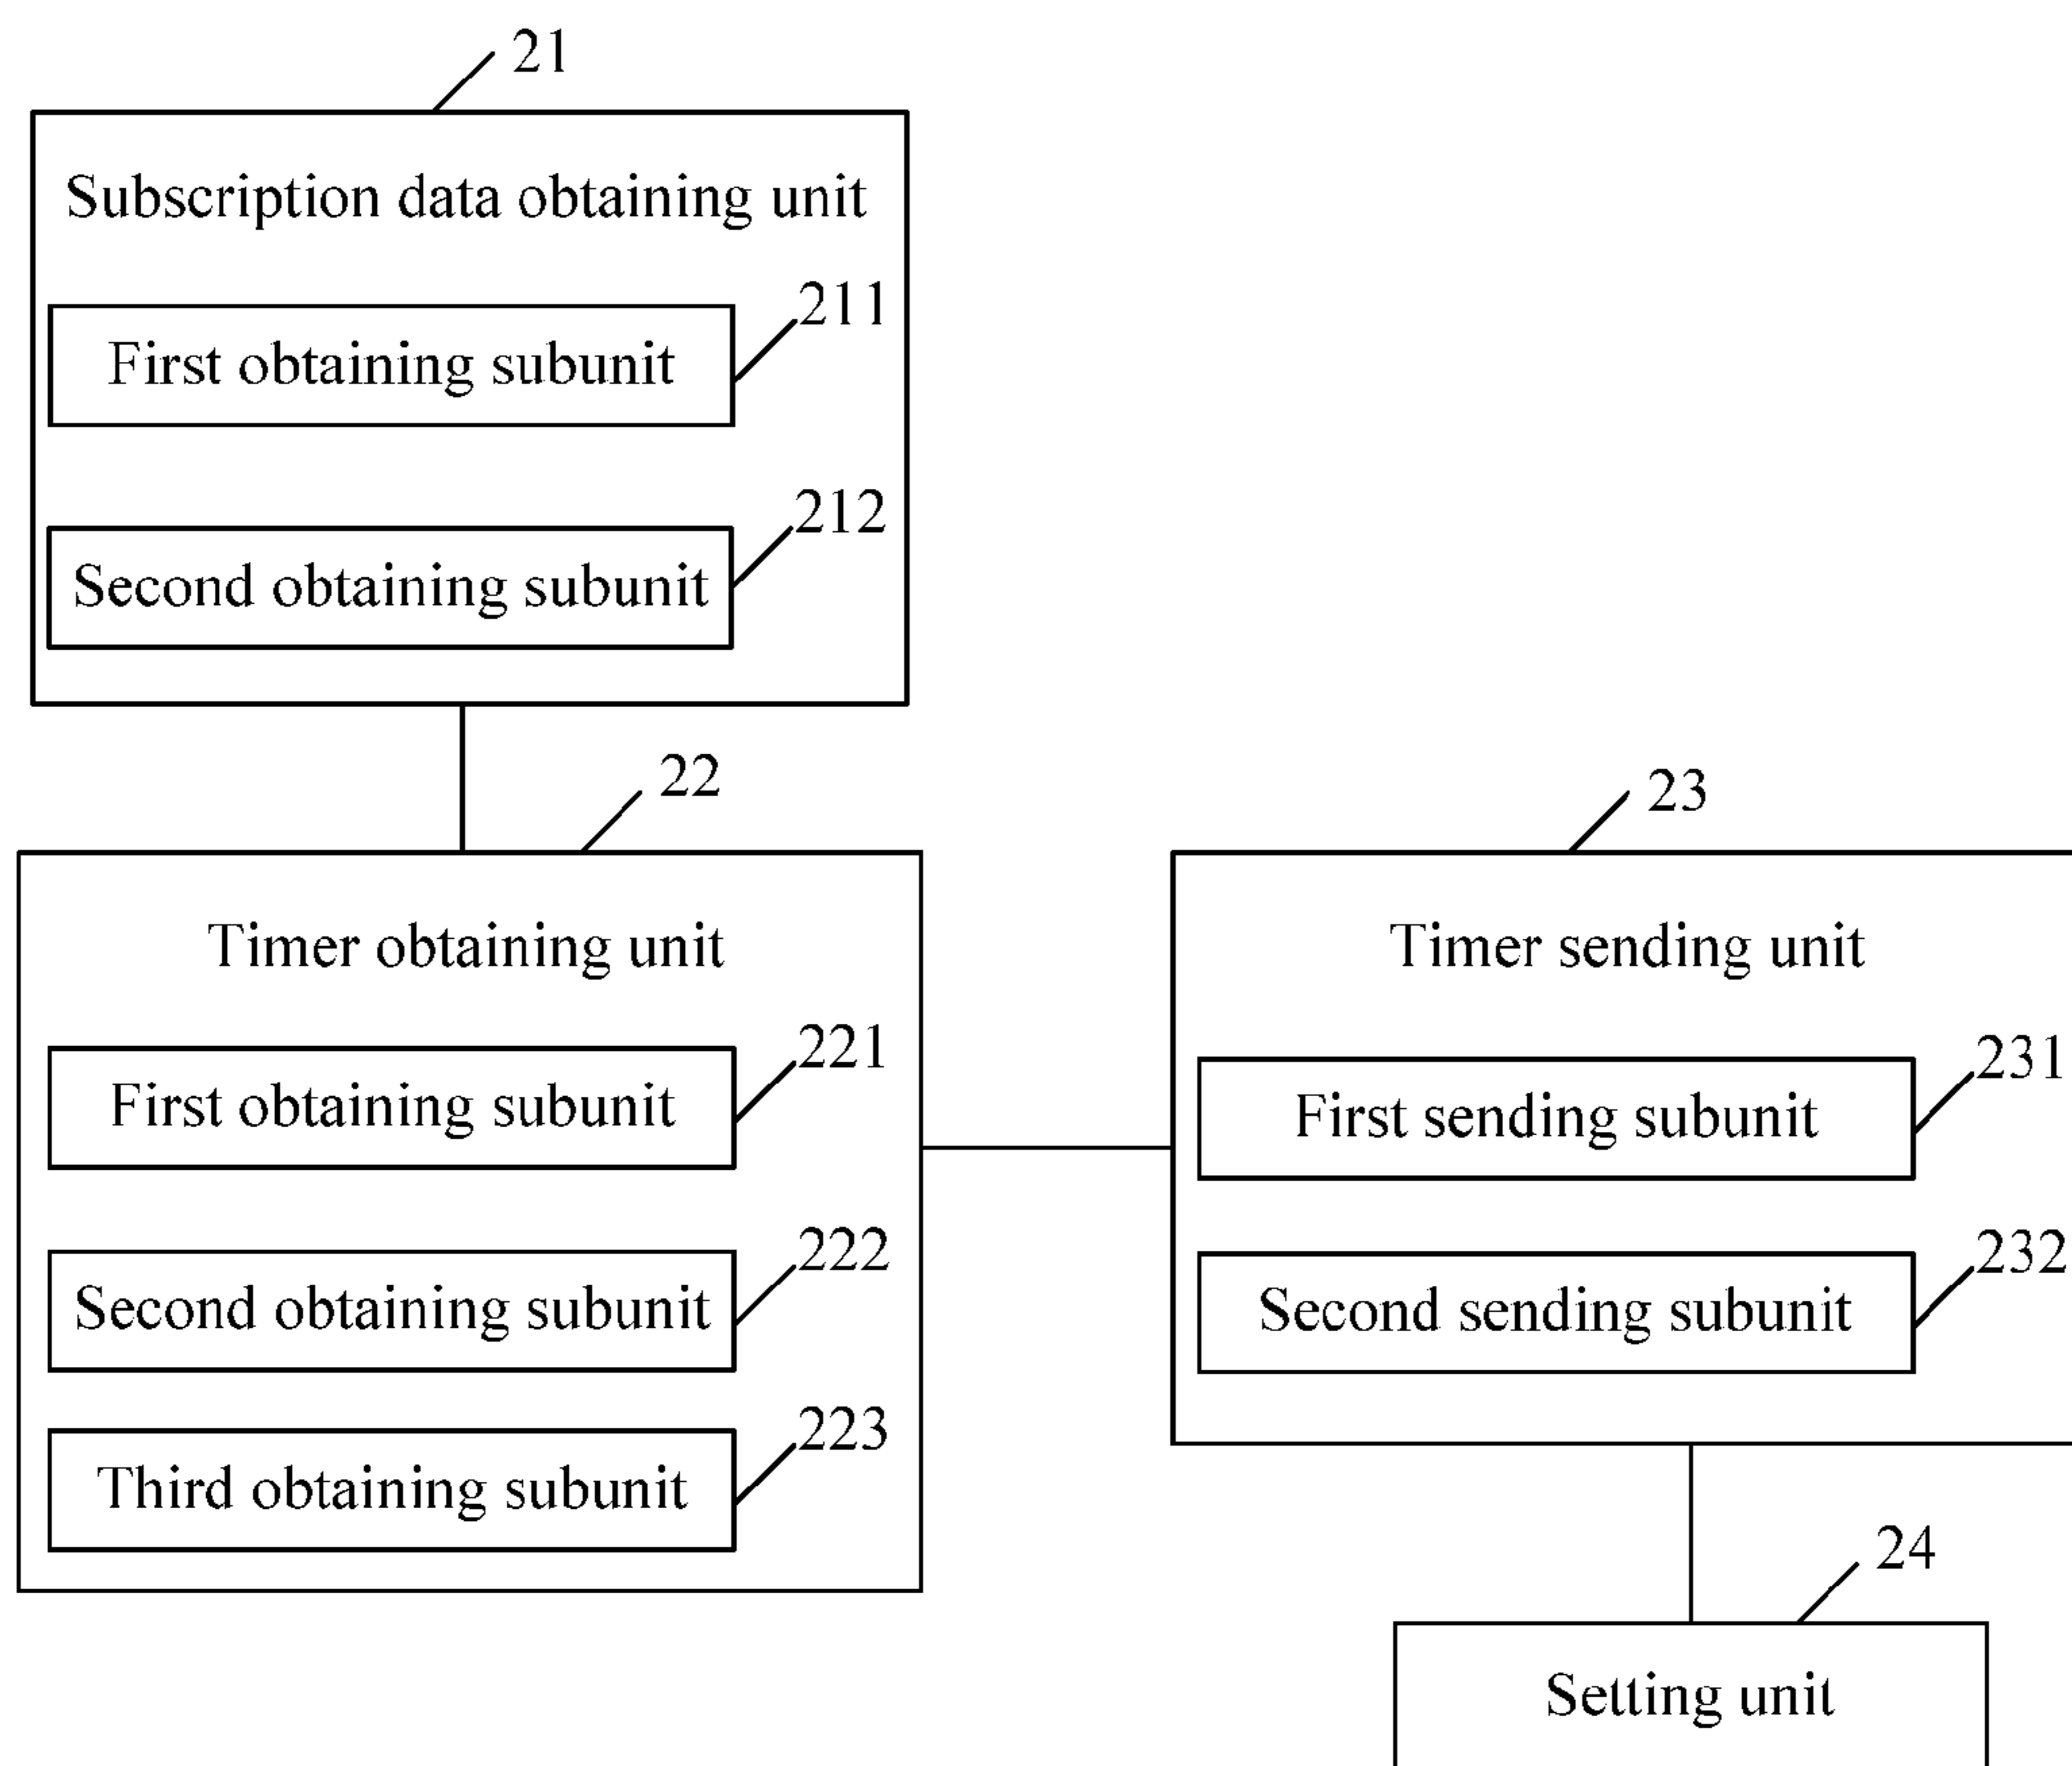 21
Subscription data obtaining unit
211
First obtaining subunit
212
Second obtaining subunit
22
Timer obtaining unit
221
First obtaining subunit
222
Second obtaining subunit
223
Third obtaining subunit
23
Timer sending unit
231
First sending subunit
232
Second sending subunit
24
Setting unit